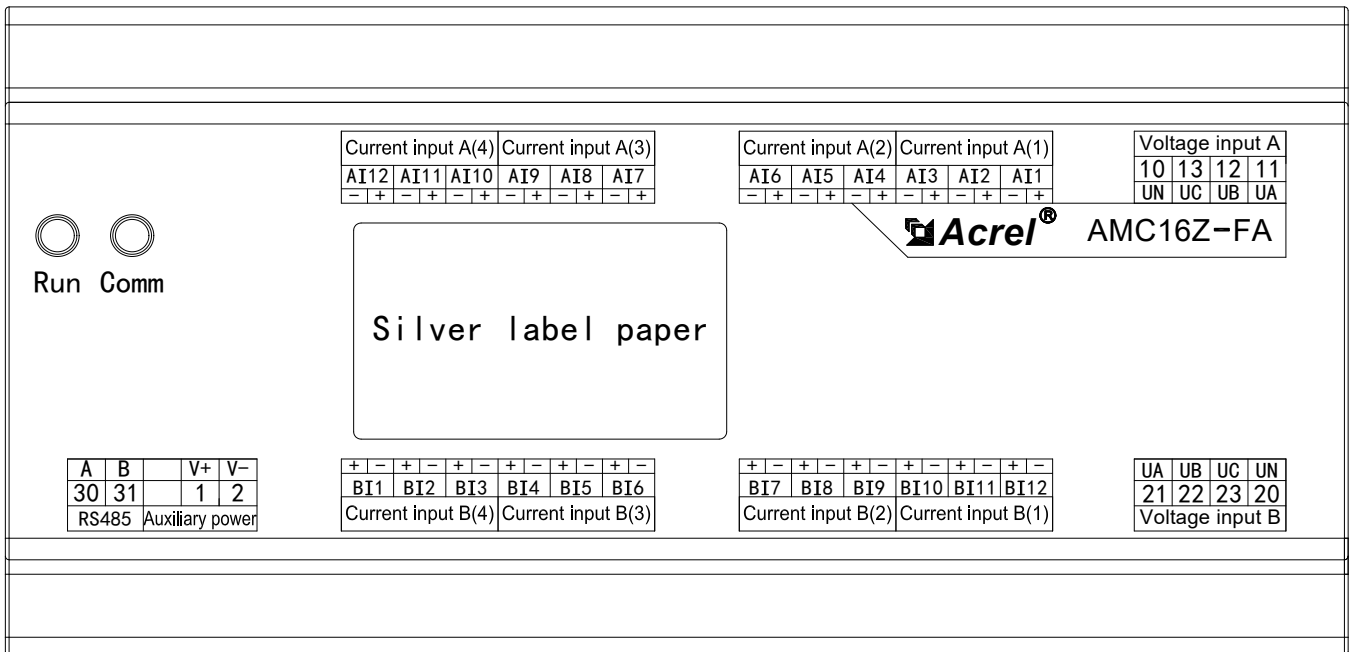 Current input A(4) Current input A(3) Current input A(2) Current input A(1) Voltage input A
AI12 AI11 AI10 AI9 AI8 AI7 AI6 AI5 AI4 AI3 AI2 AI1 10 13 12 11
− + − + − + − + − + − + − + − + − + − + − + − + UN UC UB UA
Acrel® AMC16Z−FA
Run Comm
Silver label paper
A B V+ V− + − + − + − + − + − + − + − + − + − + − + − + − UA UB UC UN
30 31 1 2 BI1 BI2 BI3 BI4 BI5 BI6 BI7 BI8 BI9 BI10 BI11 BI12 21 22 23 20
RS485 Auxiliary power Current input B(4) Current input B(3) Current input B(2) Current input B(1) Voltage input B